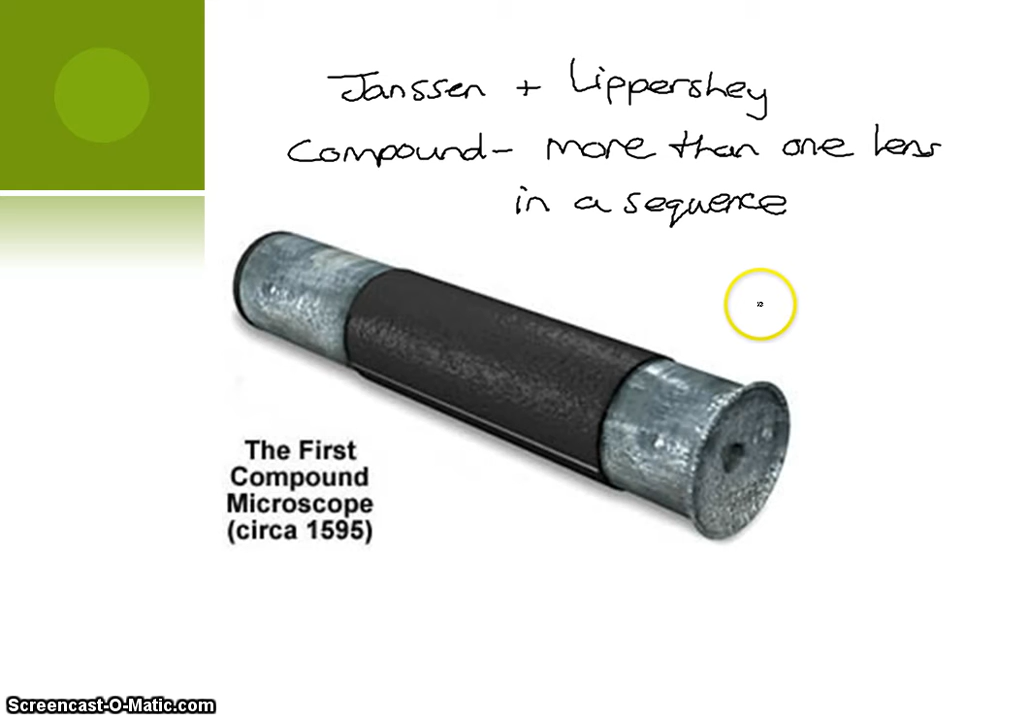 Janssen + Lippershey
Compound - more than one lens
in a sequence
The First
Compound
Microscope
(circa 1595)
Screencast-O-Matic.com